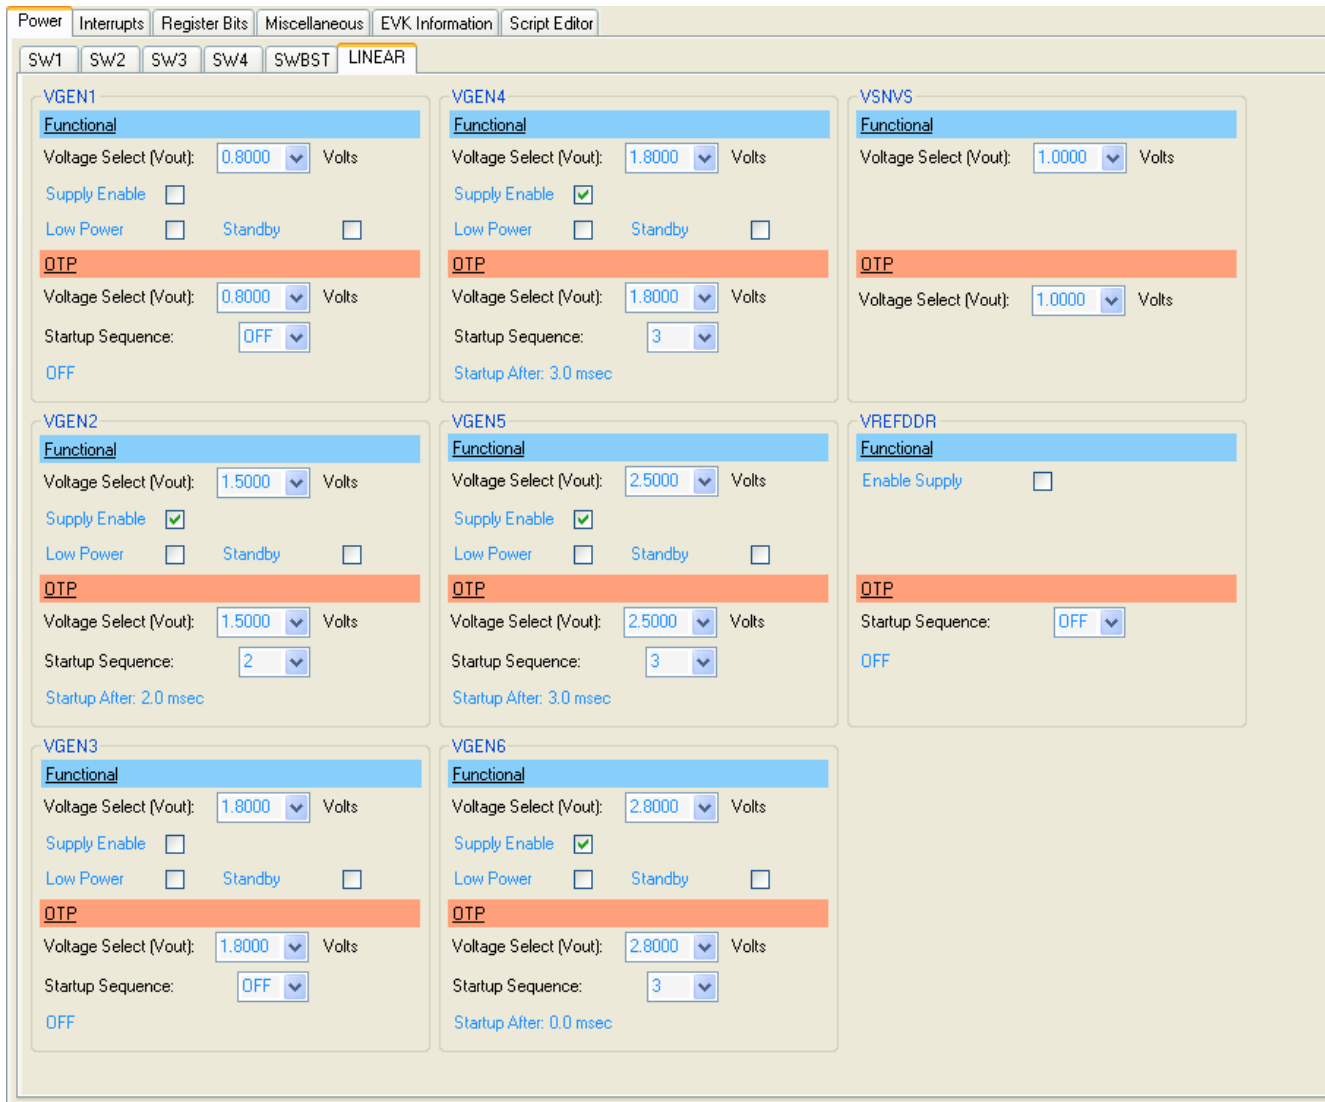 Power Interrupts Register Bits Miscellaneous EVK Information Script Editor
SW1 SW2 SW3 SW4 SWBST LINEAR
VGEN1
Functional
Voltage Select (Vout): 0.8000 Volts
Supply Enable
Low Power Standby
OTP
Voltage Select (Vout): 0.8000 Volts
Startup Sequence: OFF
OFF
VGEN2
Functional
Voltage Select (Vout): 1.5000 Volts
Supply Enable
Low Power Standby
OTP
Voltage Select (Vout): 1.5000 Volts
Startup Sequence: 2
Startup After: 2.0 msec
VGEN3
Functional
Voltage Select (Vout): 1.8000 Volts
Supply Enable
Low Power Standby
OTP
Voltage Select (Vout): 1.8000 Volts
Startup Sequence: OFF
OFF
VGEN4
Functional
Voltage Select (Vout): 1.8000 Volts
Supply Enable
Low Power Standby
OTP
Voltage Select (Vout): 1.8000 Volts
Startup Sequence: 3
Startup After: 3.0 msec
VGEN5
Functional
Voltage Select (Vout): 2.5000 Volts
Supply Enable
Low Power Standby
OTP
Voltage Select (Vout): 2.5000 Volts
Startup Sequence: 3
Startup After: 3.0 msec
VGEN6
Functional
Voltage Select (Vout): 2.8000 Volts
Supply Enable
Low Power Standby
OTP
Voltage Select (Vout): 2.8000 Volts
Startup Sequence: 3
Startup After: 0.0 msec
VSNVS
Functional
Voltage Select (Vout): 1.0000 Volts
OTP
Voltage Select (Vout): 1.0000 Volts
VREFDDR
Functional
Enable Supply
OTP
Startup Sequence: OFF
OFF